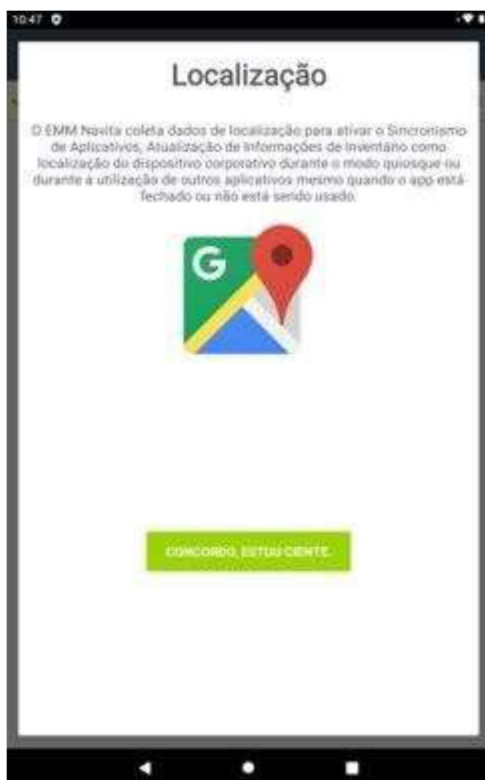 10:47
Localização
O EMM Navita coleta dados de localização para ativar o Sincronismo
de Aplicativos, Atualização de Informações de Inventário como
localização do dispositivo corporativo durante o modo quiosque ou
durante a utilização de outros aplicativos mesmo quando o app está
fechado ou não está sendo usado.
G
CONCORDO, ESTOU CIENTE.